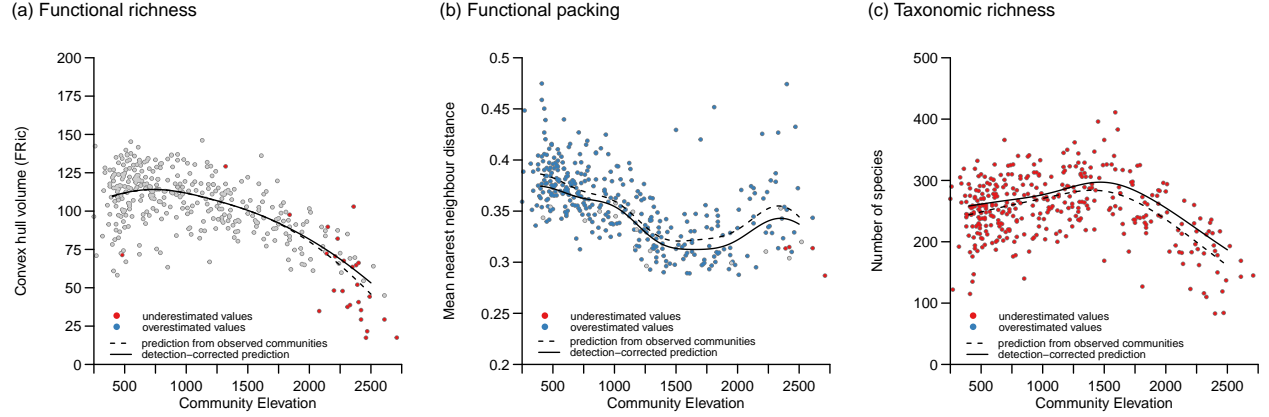 (a) Functional richness
(b) Functional packing
(c) Taxonomic richness
Convex hull volume (FRic)
200
175
150
125
100
75
50
25
0
underestimated values
overestimated values
prediction from observed communities
detection−corrected prediction
500 1000 1500 2000 2500
Community Elevation
Mean nearest neighbour distance
0.5
0.45
0.4
0.35
0.3
0.25
0.2
underestimated values
overestimated values
prediction from observed communities
detection−corrected prediction
500 1000 1500 2000 2500
Community Elevation
Number of species
500
400
300
200
100
0
underestimated values
overestimated values
prediction from observed communities
detection−corrected prediction
500 1000 1500 2000 2500
Community Elevation